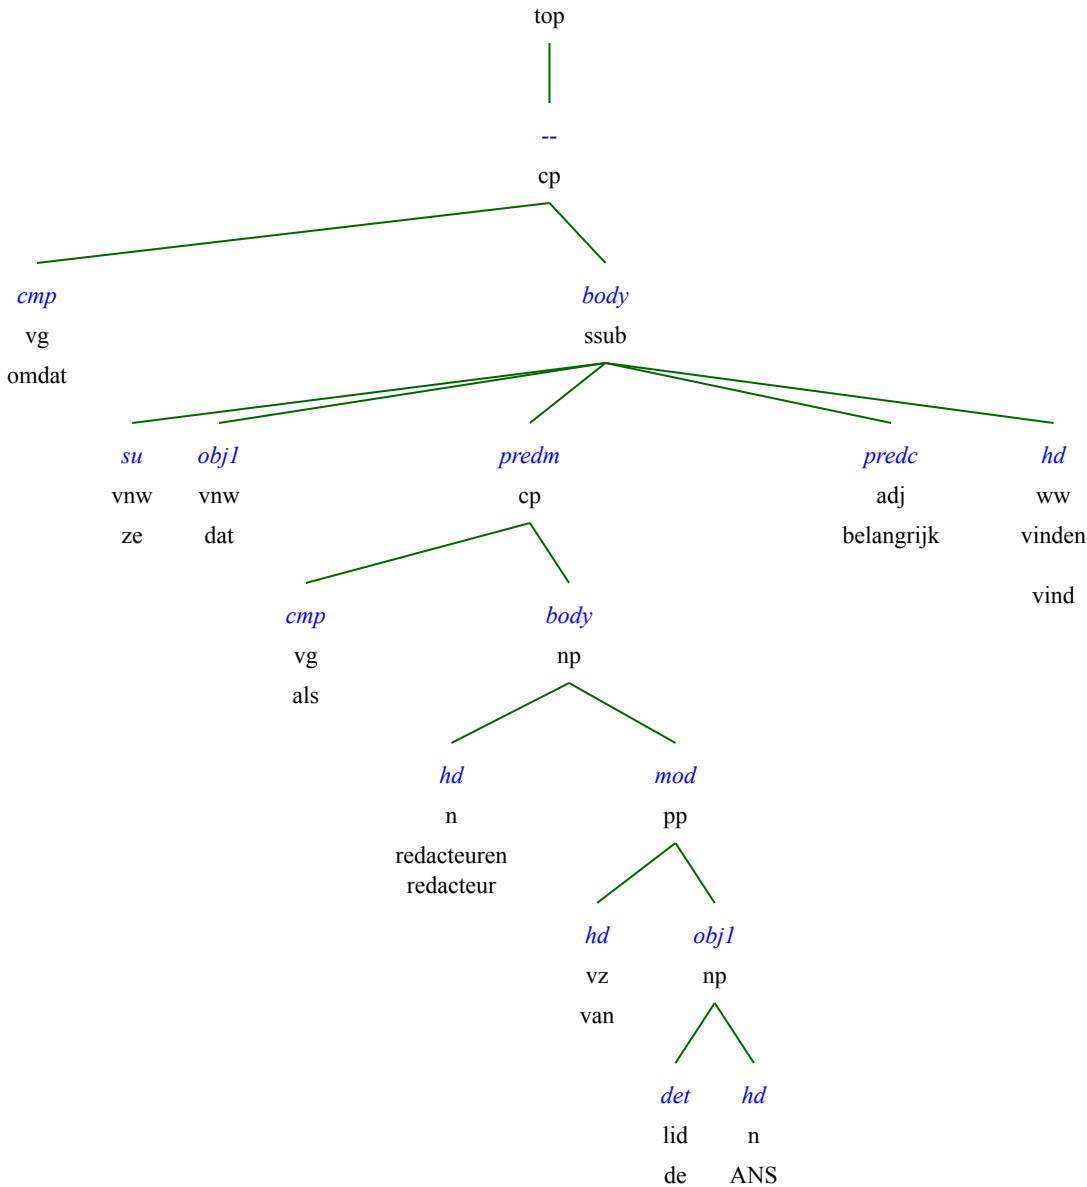 top
--
cp
cmp body
vg ssub
omdat
su obj1 predm predc hd
vnw vnw cp adj ww
ze dat belangrijk vinden
vind
cmp body
vg np
als
hd mod
n pp
redacteuren
redacteur
hd obj1
vz np
van
det hd
lid n
de ANS